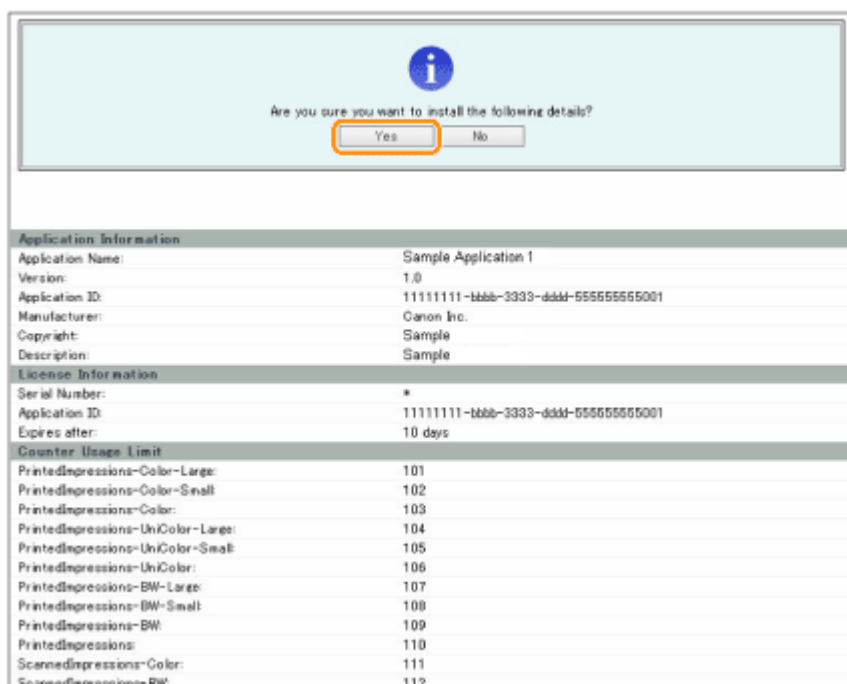 i
Are you sure you want to install the following details?
Yes No
Application Information
Application Name: Sample Application 1
Version: 1.0
Application ID: 11111111-bbbb-3333-dddd-555555555001
Manufacturer: Canon Inc.
Copyright: Sample
Description: Sample
License Information
Serial Number: *
Application ID: 11111111-bbbb-3333-dddd-555555555001
Expires after: 10 days
Counter Usage Limit
PrintedImpressions-Color-Large: 101
PrintedImpressions-Color-Small: 102
PrintedImpressions-Color: 103
PrintedImpressions-UniColor-Large: 104
PrintedImpressions-UniColor-Small: 105
PrintedImpressions-UniColor: 106
PrintedImpressions-BW-Large: 107
PrintedImpressions-BW-Small: 108
PrintedImpressions-BW: 109
PrintedImpressions: 110
ScannedImpressions-Color: 111
ScannedImpressions-BW: 112